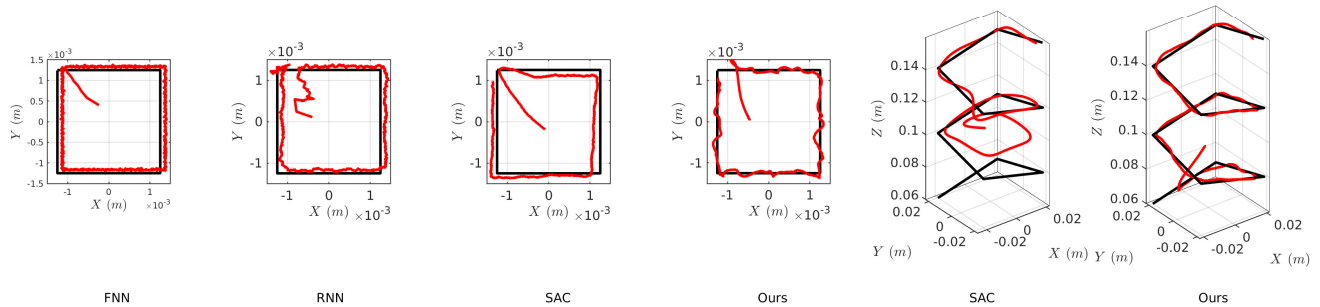 ×10⁻³
1.5
1
0.5
0
-0.5
-1
-1.5
Y (m)
-1 0 1
X (m) ×10⁻³
×10⁻³
1
0
-1
Y (m)
-1 0 1
X (m) ×10⁻³
×10⁻³
1
0
-1
Y (m)
-1 0 1
X (m) ×10⁻³
×10⁻³
1
0
-1
Y (m)
-1 0 1
X (m) ×10⁻³
0.14
0.12
0.1
0.08
0.06
Z (m)
0.02
0
-0.02
Y (m)
-0.02
0
0.02
X (m)
0.14
0.12
0.1
0.08
0.06
Z (m)
0.02
0
-0.02
Y (m)
-0.02
0
0.02
X (m)
FNN RNN SAC Ours SAC Ours